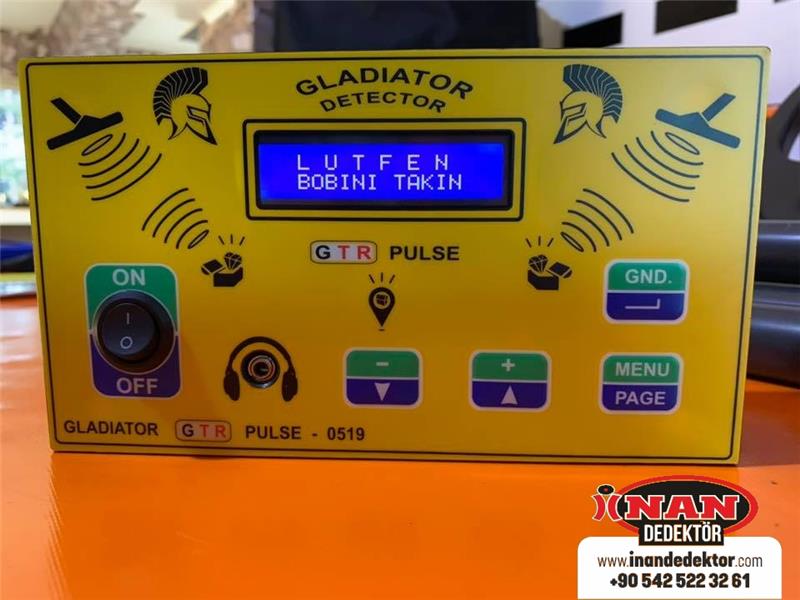 GLADIATOR
DETECTOR
L U T F E N
BOBINI TAKIN
GTR PULSE
ON
I
O
OFF
GND.
-
+
MENU
PAGE
GLADIATOR GTR PULSE - 0519
iNAN
DEDEKTÖR
www.inandedektor.com
+90 542 522 32 61